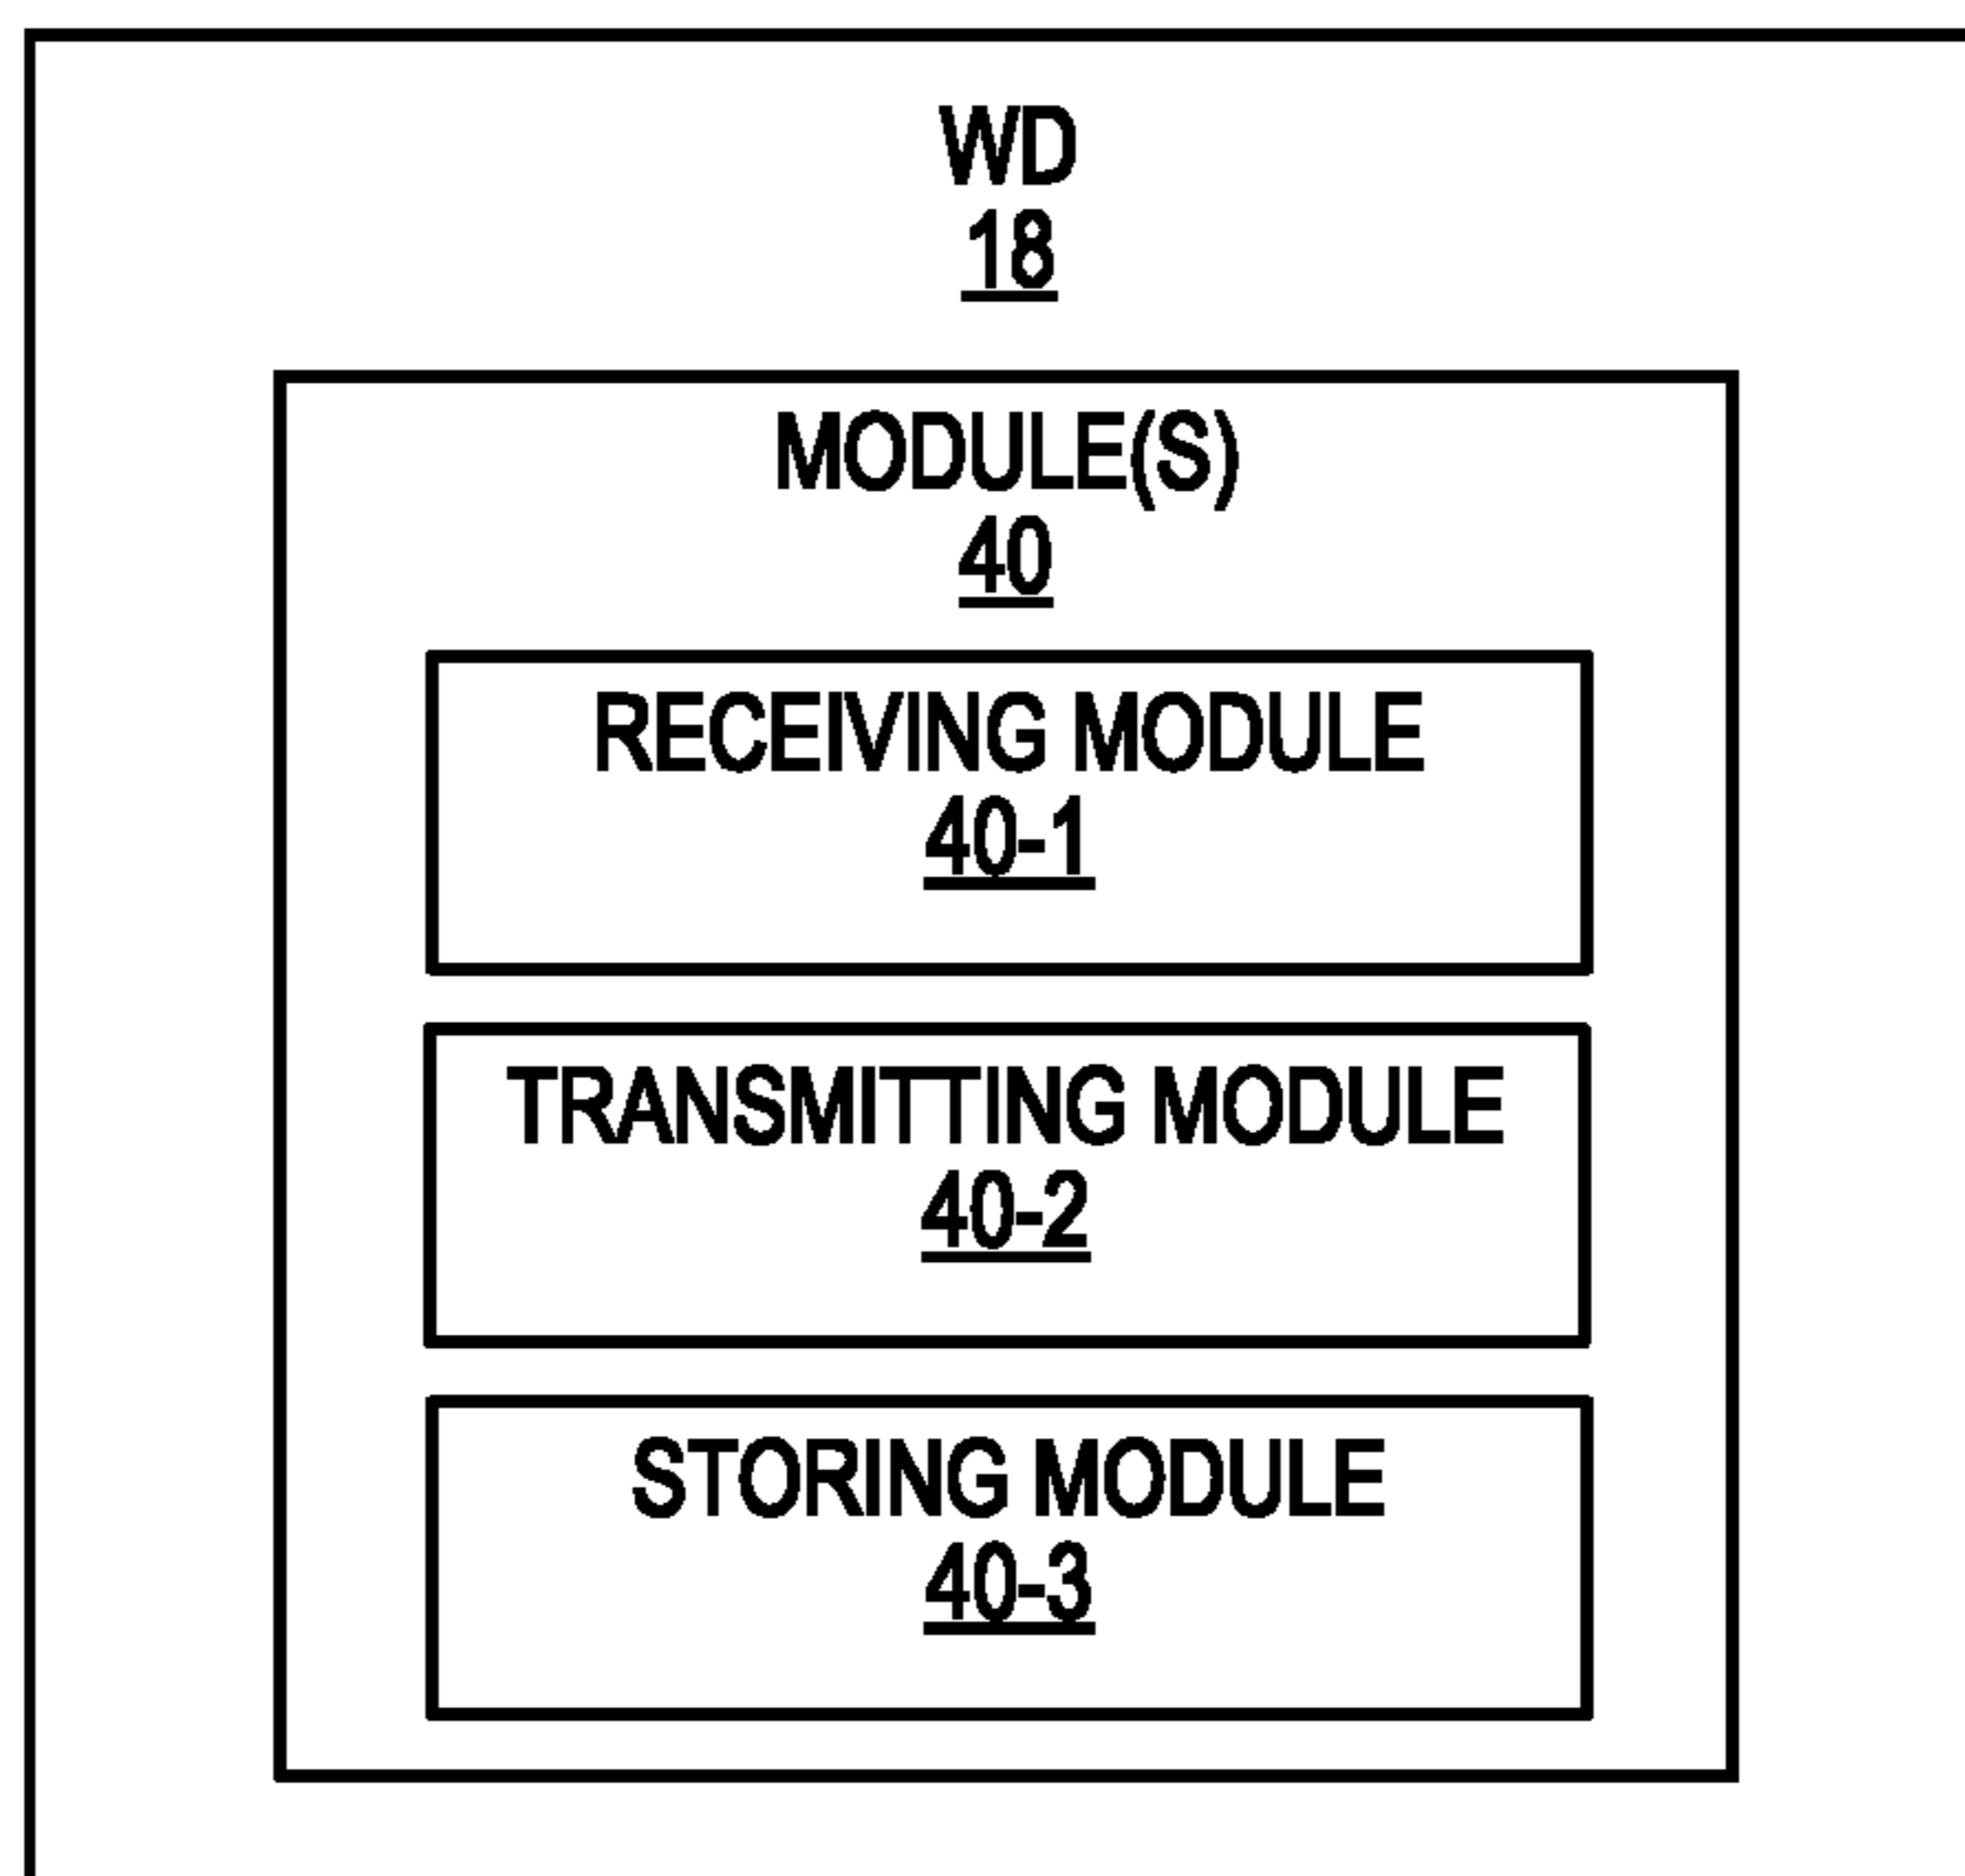 WD
18
MODULE(S)
40
RECEIVING MODULE
40-1
TRANSMITTING MODULE
40-2
STORING MODULE
40-3